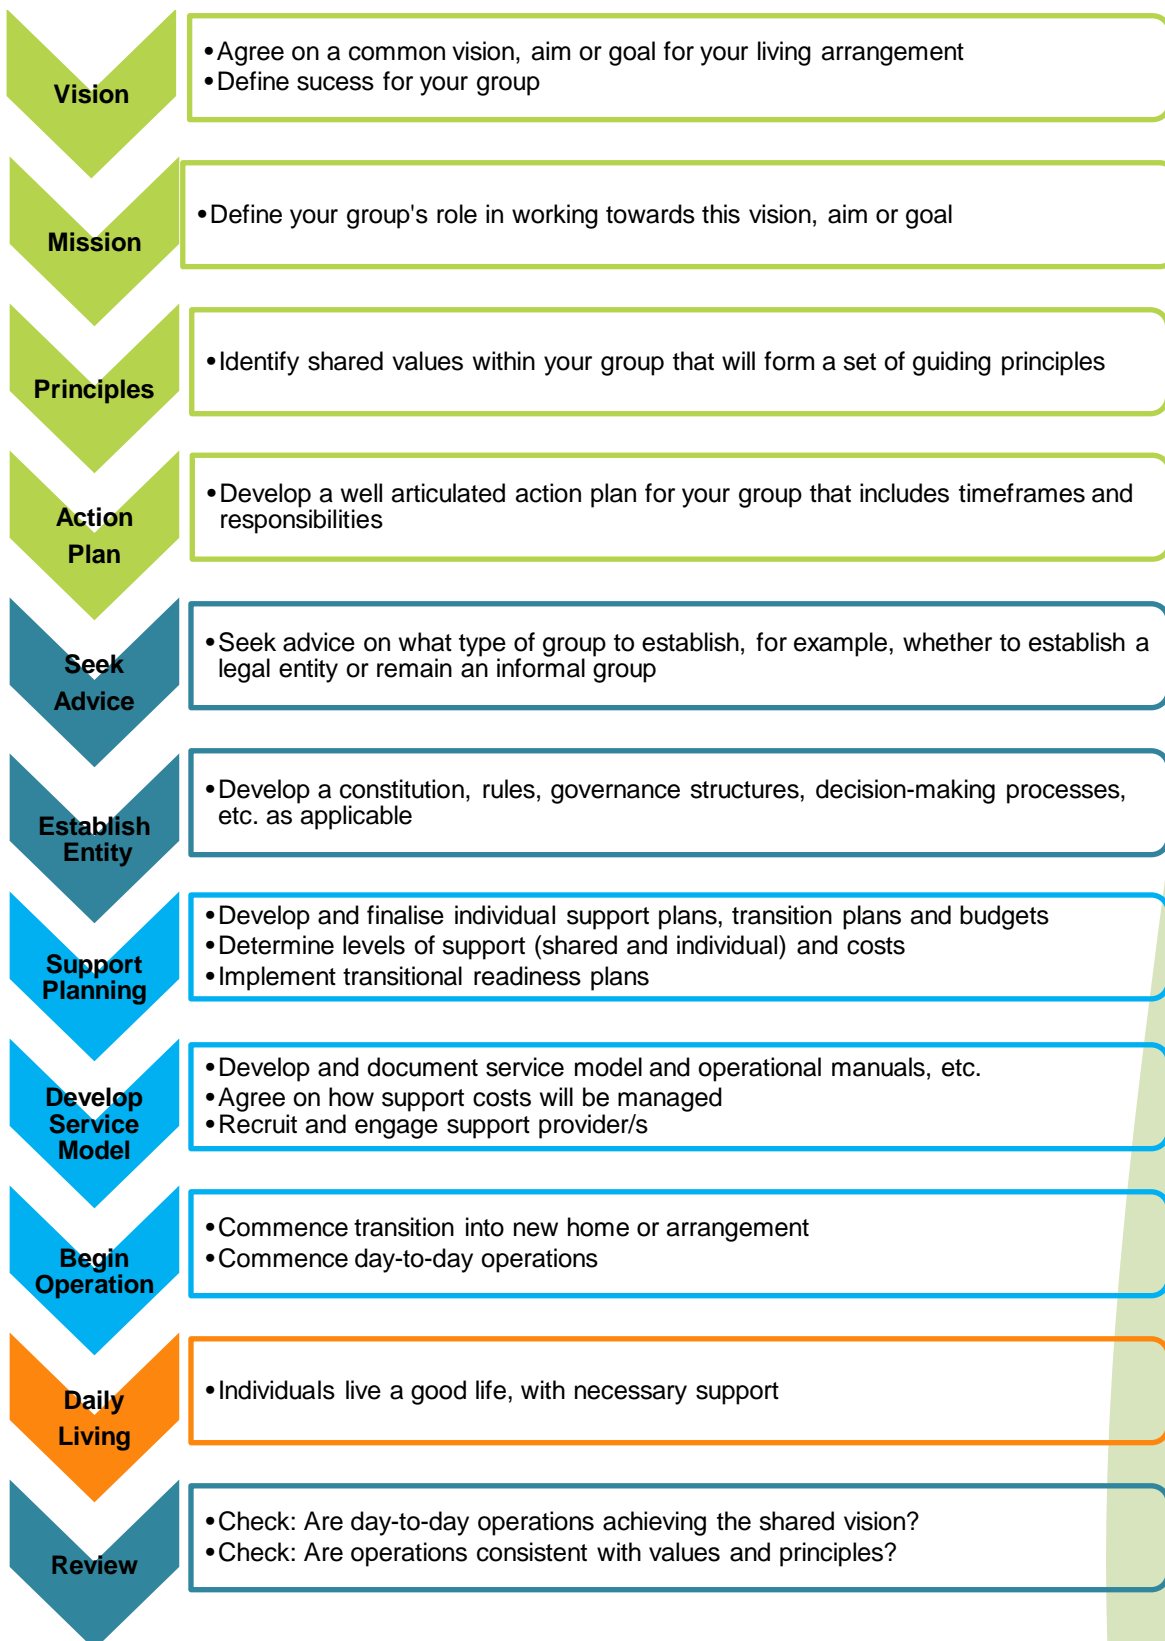 Vision
•Agree on a common vision, aim or goal for your living arrangement
•Define sucess for your group
Mission
•Define your group's role in working towards this vision, aim or goal
Principles
•Identify shared values within your group that will form a set of guiding principles
Action
Plan
•Develop a well articulated action plan for your group that includes timeframes and
responsibilities
Seek
Advice
•Seek advice on what type of group to establish, for example, whether to establish a
legal entity or remain an informal group
Establish
Entity
•Develop a constitution, rules, governance structures, decision-making processes,
etc. as applicable
Support
Planning
•Develop and finalise individual support plans, transition plans and budgets
•Determine levels of support (shared and individual) and costs
•Implement transitional readiness plans
Develop
Service
Model
•Develop and document service model and operational manuals, etc.
•Agree on how support costs will be managed
•Recruit and engage support provider/s
Begin
Operation
•Commence transition into new home or arrangement
•Commence day-to-day operations
Daily
Living
•Individuals live a good life, with necessary support
Review
•Check: Are day-to-day operations achieving the shared vision?
•Check: Are operations consistent with values and principles?